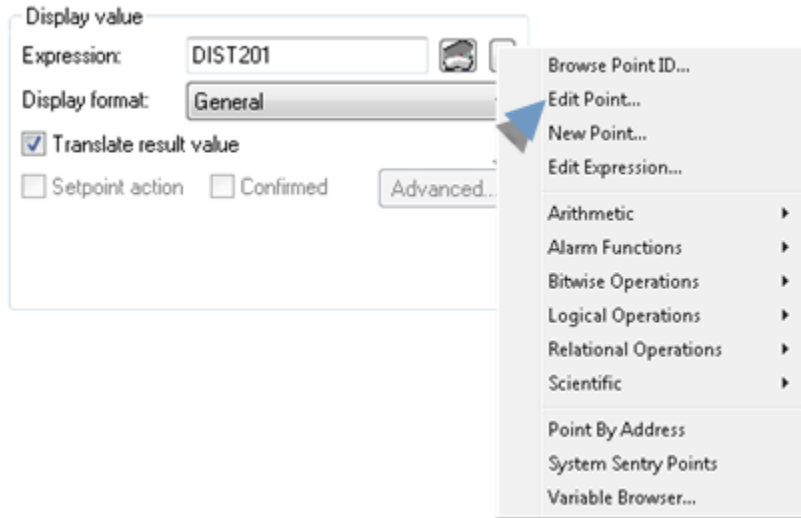 Display value
Expression: DIST201
Display format: General
Translate result value
Setpoint action Confirmed Advanced...
Browse Point ID...
Edit Point...
New Point...
Edit Expression...
Arithmetic
Alarm Functions
Bitwise Operations
Logical Operations
Relational Operations
Scientific
Point By Address
System Sentry Points
Variable Browser...